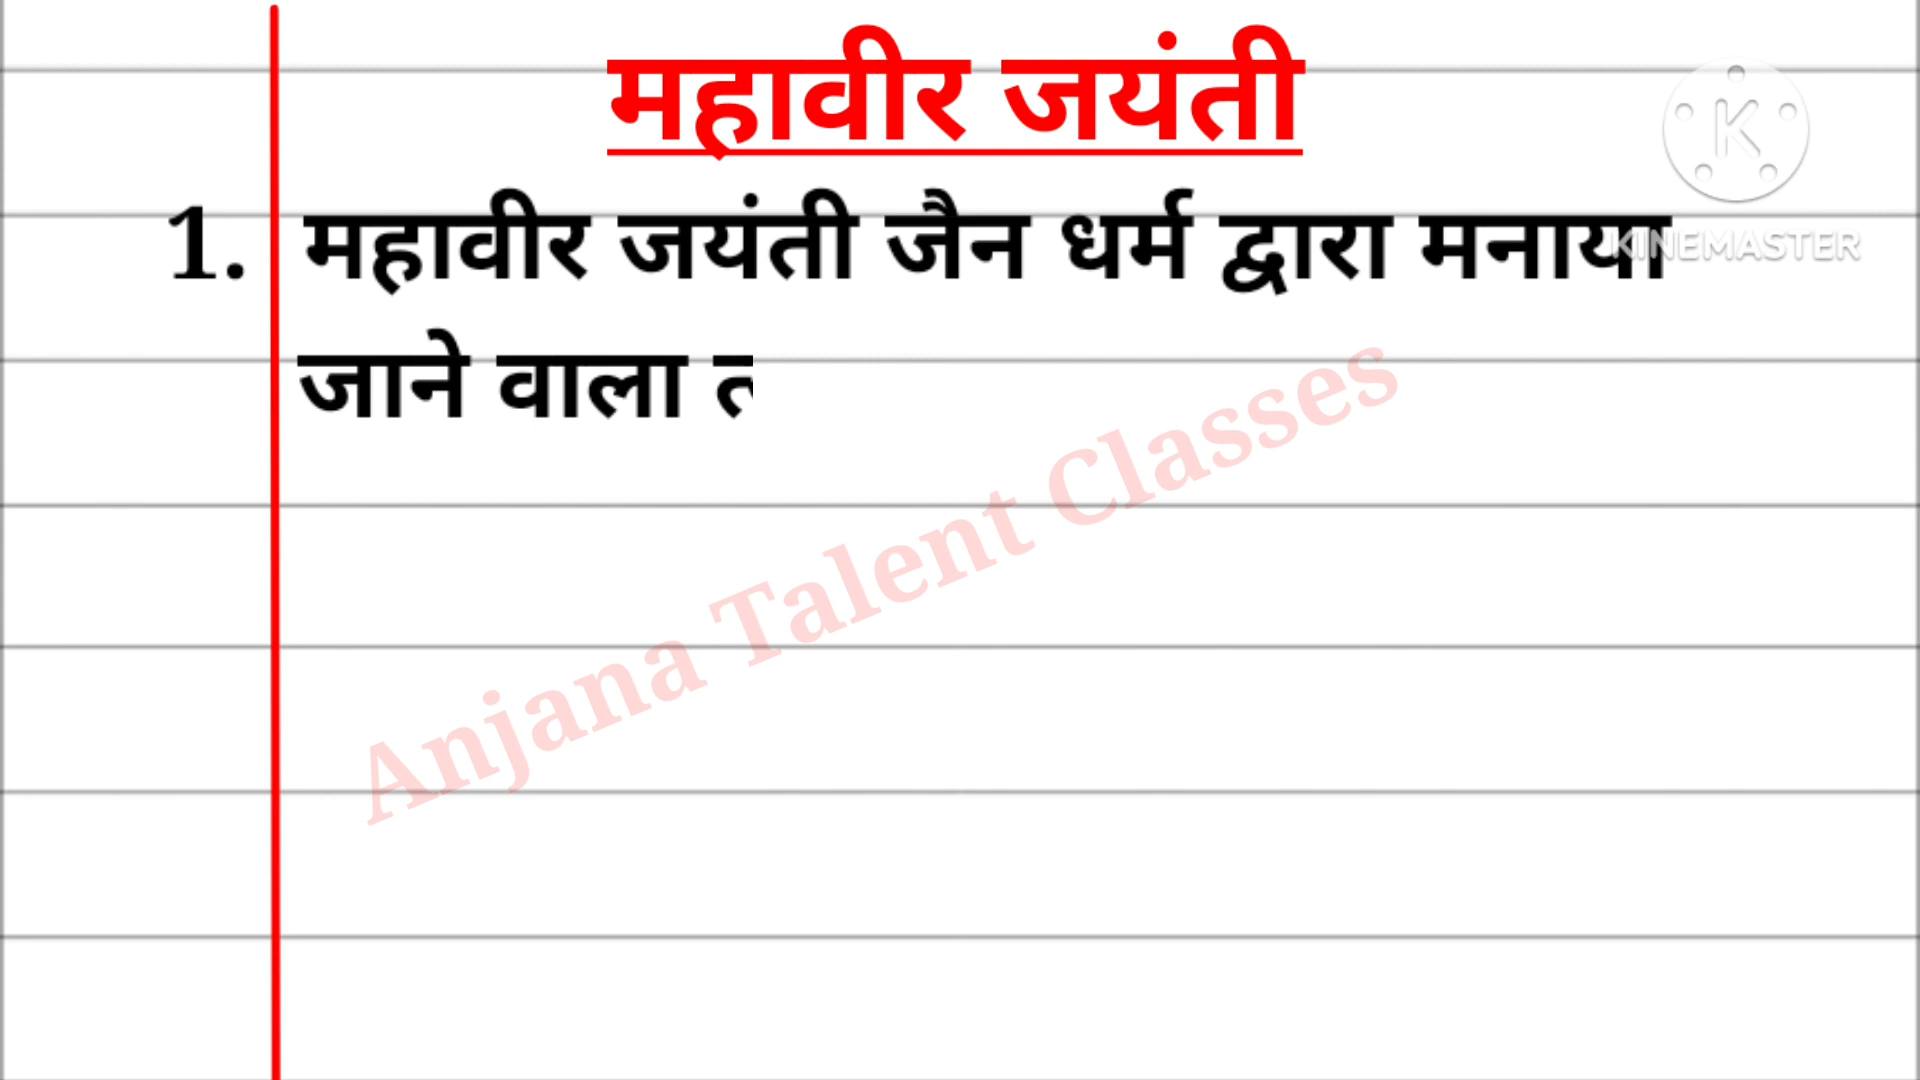 महावीर जयंती
1. महावीर जयंती जैन धर्म द्वारा मनाया
जाने वाला
KINEMASTER
Anjana Talent Classes